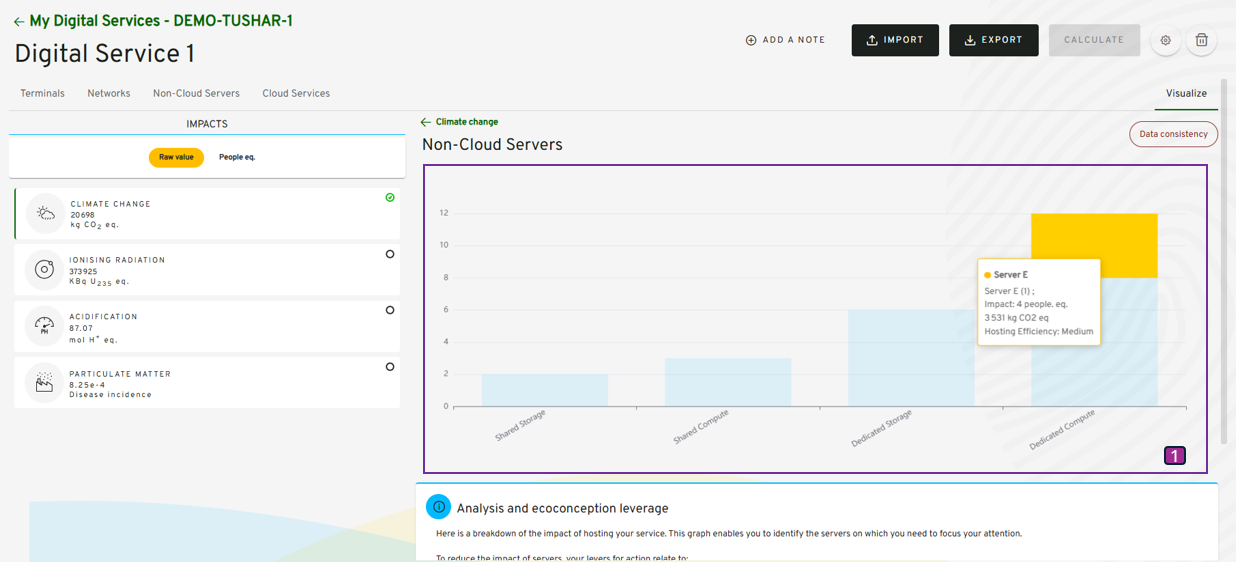 ← My Digital Services - DEMO-TUSHAR-1
Digital Service 1
ADD A NOTE
IMPORT
EXPORT
CALCULATE
Terminals
Networks
Non-Cloud Servers
Cloud Services
Visualize
IMPACTS
Raw value
People eq.
CLIMATE CHANGE
20698
kg CO2 eq.
IONISING RADIATION
373925
KBq U235 eq.
PH
ACIDIFICATION
87.07
mol H+ eq.
PARTICULATE MATTER
8.25e-4
Disease incidence
← Climate change
Non-Cloud Servers
Data consistency
12
10
8
6
4
2
0
Server E
Server E (1) ;
Impact: 4 people. eq.
3 531 kg CO2 eq
Hosting Efficiency: Medium
Shared Storage
Shared Compute
Dedicated Storage
Dedicated Compute
1
Analysis and ecoconception leverage
Here is a breakdown of the impact of hosting your service. This graph enables you to identify the servers on which you need to focus your attention.
To reduce the impact of servers, your levers for action relate to: